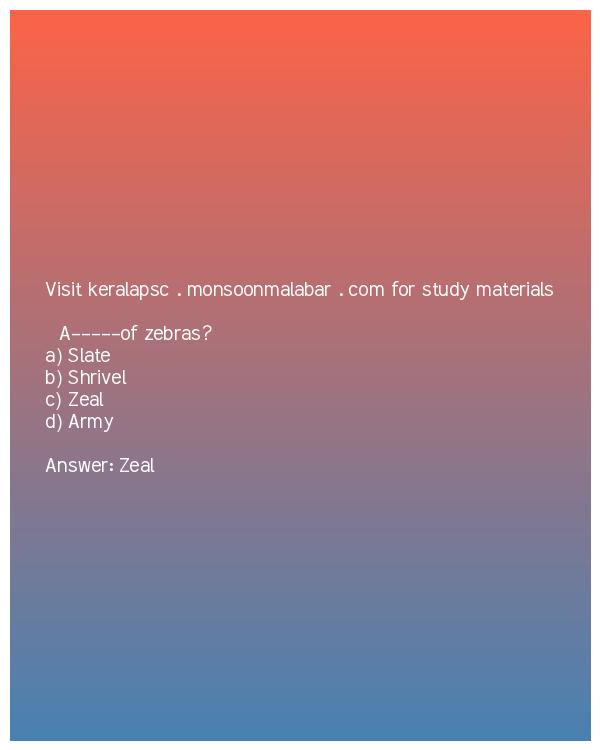 Visit keralapsc . monsoonmalabar . com for study materials
A-----of zebras?
a) Slate
b) Shrivel
c) Zeal
d) Army
Answer: Zeal